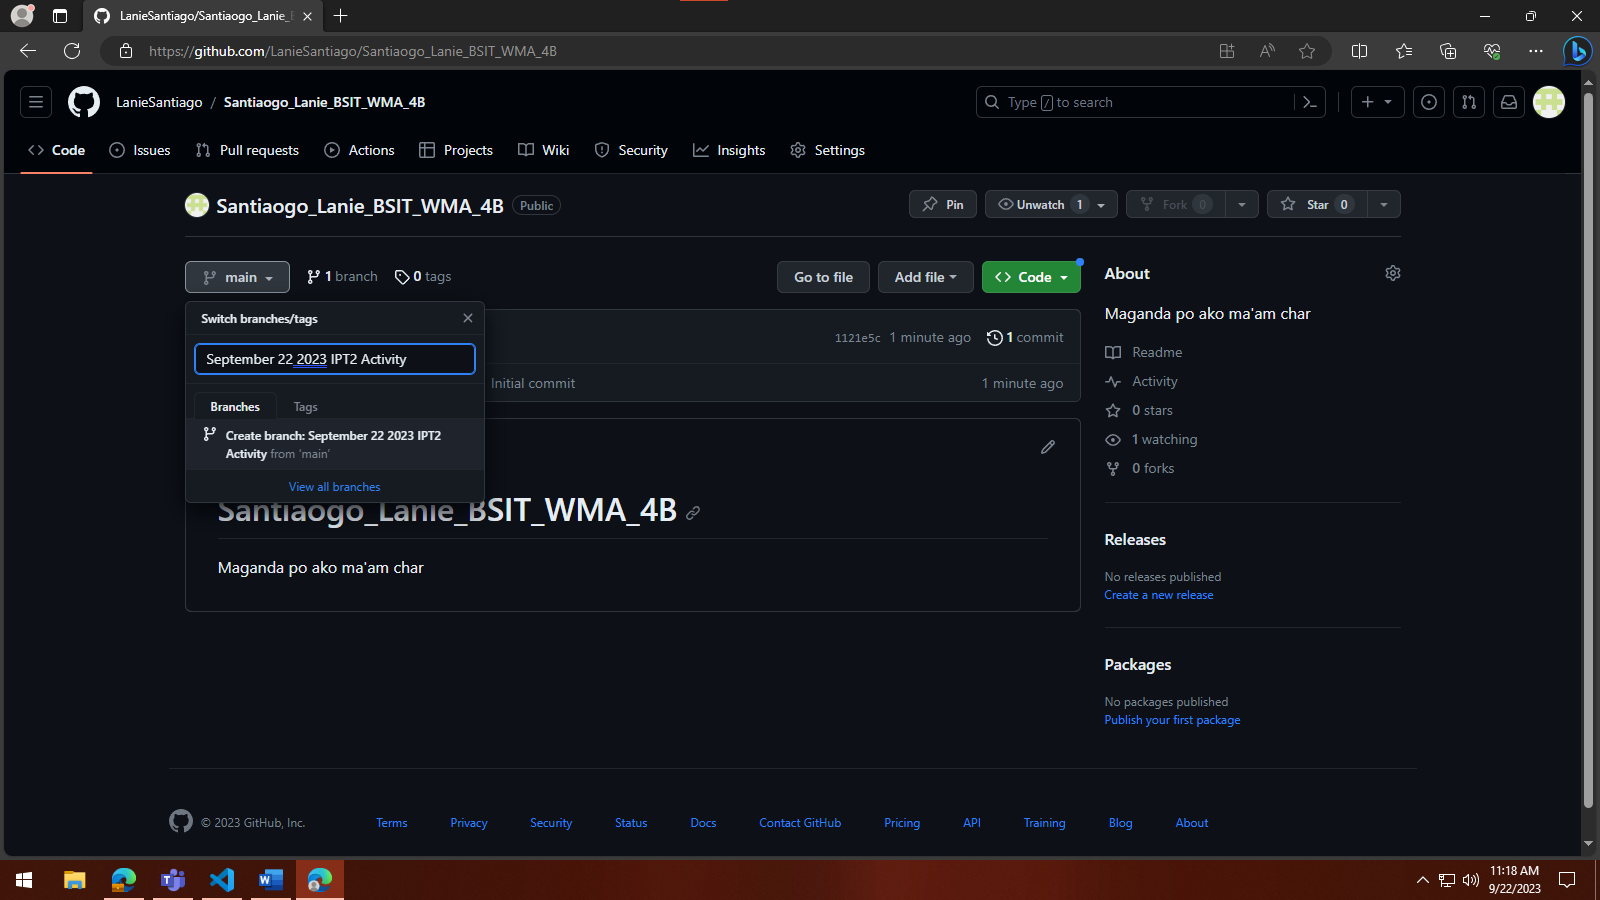 LanieSantiago/Santiaogo_Lanie_B
https://github.com/LanieSantiago/Santiaogo_Lanie_BSIT_WMA_4B
LanieSantiago / Santiaogo_Lanie_BSIT_WMA_4B
Type / to search
Code Issues Pull requests Actions Projects Wiki Security Insights Settings
Santiaogo_Lanie_BSIT_WMA_4B Public
Pin Unwatch 1 Fork 0 Star 0
main 1 branch 0 tags Go to file Add file Code
Switch branches/tags
September 22 2023 IPT2 Activity
Branches Tags
Create branch: September 22 2023 IPT2
Activity from 'main'
View all branches
1121e5c 1 minute ago 1 commit
Initial commit 1 minute ago
Santiaogo_Lanie_BSIT_WMA_4B
Maganda po ako ma'am char
About
Maganda po ako ma'am char
Readme
Activity
0 stars
1 watching
0 forks
Releases
No releases published
Create a new release
Packages
No packages published
Publish your first package
© 2023 GitHub, Inc. Terms Privacy Security Status Docs Contact GitHub Pricing API Training Blog About
11:18 AM
9/22/2023